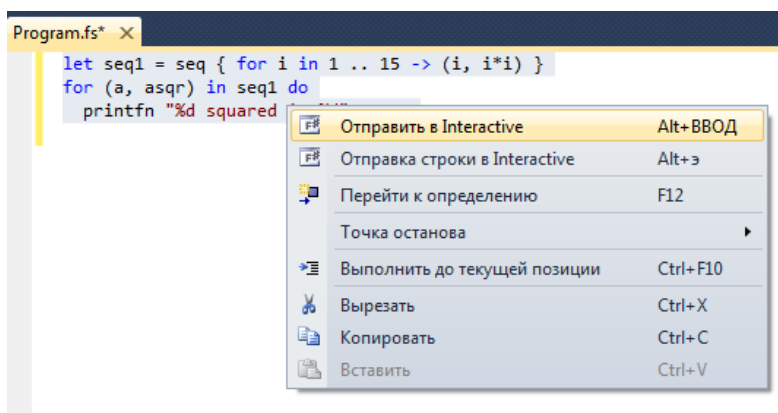 Program.fs*
let seq1 = seq { for i in 1 .. 15 -> (i, i*i) }
for (a, asqr) in seq1 do
printfn "%d squared
Отправить в Interactive Alt+ВВОД
Отправка строки в Interactive Alt+э
Перейти к определению F12
Точка останова
Выполнить до текущей позиции Ctrl+F10
Вырезать Ctrl+X
Копировать Ctrl+C
Вставить Ctrl+V